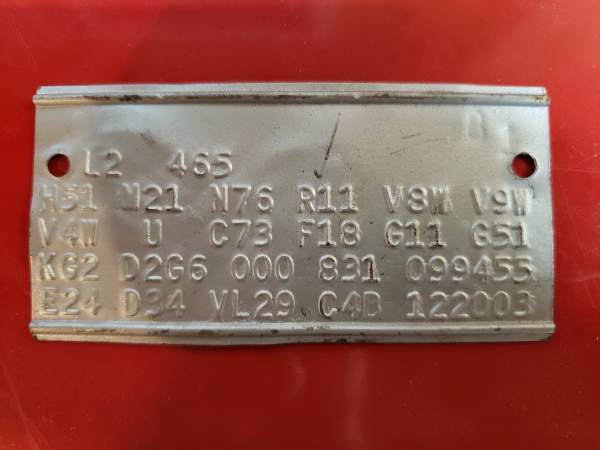 B 1
L2 465
H51 M21 N76 R11 V8W V9W
V4W U C73 F18 G11 G51
KG2 D2G6 000 831 099455
E24 D34 VL29 C4B 122003